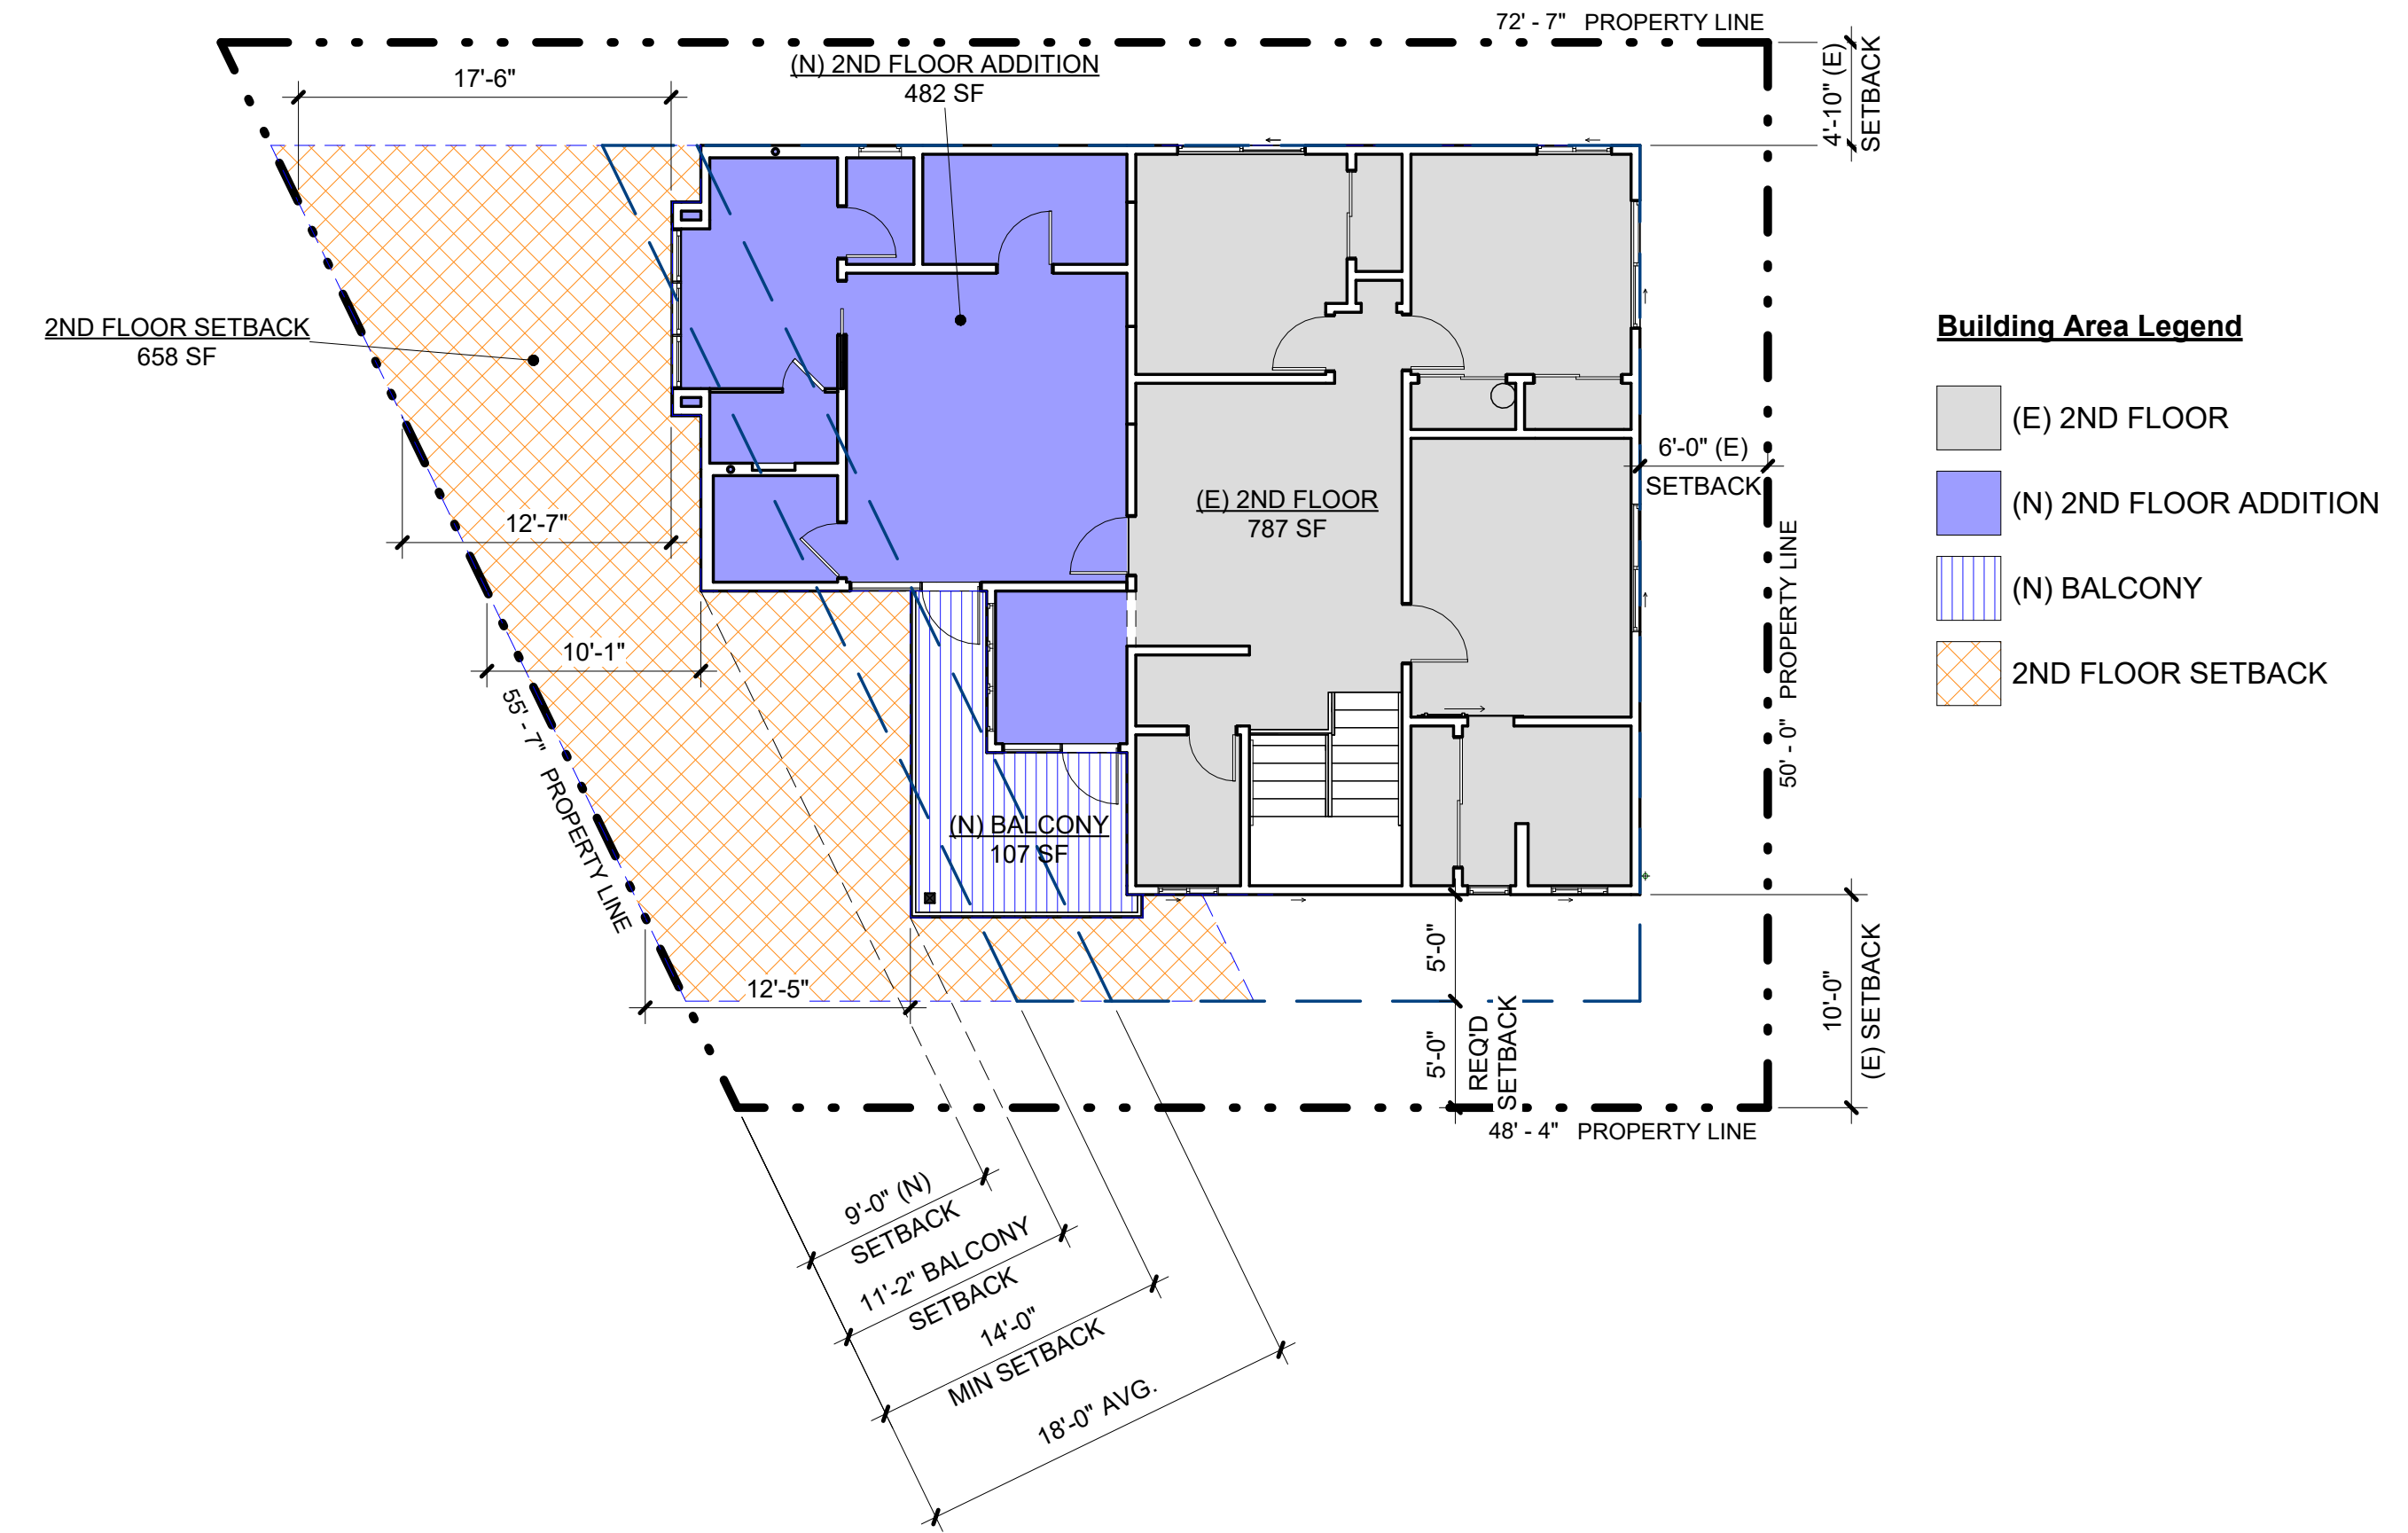 72' - 7" PROPERTY LINE
4'-10" (E)
SETBACK
17'-6"
(N) 2ND FLOOR ADDITION
482 SF
2ND FLOOR SETBACK
658 SF
Building Area Legend
(E) 2ND FLOOR
(N) 2ND FLOOR ADDITION
(N) BALCONY
2ND FLOOR SETBACK
6'-0" (E)
SETBACK
(E) 2ND FLOOR
787 SF
12'-7"
10'-1"
55' - 7" PROPERTY LINE
50' - 0" PROPERTY LINE
(N) BALCONY
107 SF
12'-5"
5'-0"
5'-0"
REQ'D
SETBACK
10'-0"
(E) SETBACK
48' - 4" PROPERTY LINE
9'-0" (N)
SETBACK
11'-2" BALCONY
SETBACK
14'-0"
MIN SETBACK
18'-0" AVG.